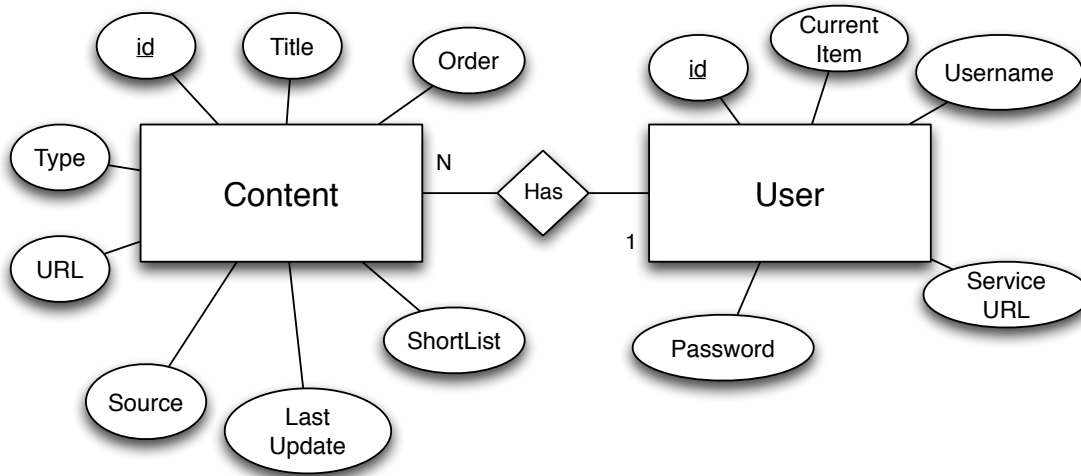 id
Title
Order
Type
Content
URL
Source
Last
Update
ShortList
N
Has
1
id
Current
Item
Username
User
Password
Service
URL